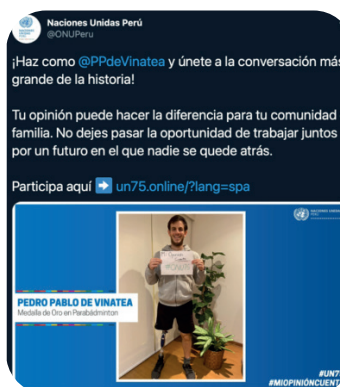 Naciones Unidas Perú
@ONUPeru
¡Haz como @PPdeVinatea y únete a la conversación más
grande de la historia!
Tu opinión puede hacer la diferencia para tu comunidad
familia. No dejes pasar la oportunidad de trabajar juntos
por un futuro en el que nadie se quede atrás.
Participa aquí ➡ un75.online/?lang=spa
NACIONES UNIDAS
PERÚ
PEDRO PABLO DE VINATEA
Medalla de Oro en Parabádminton
#UN7
#MIOPINIÓNCUENT